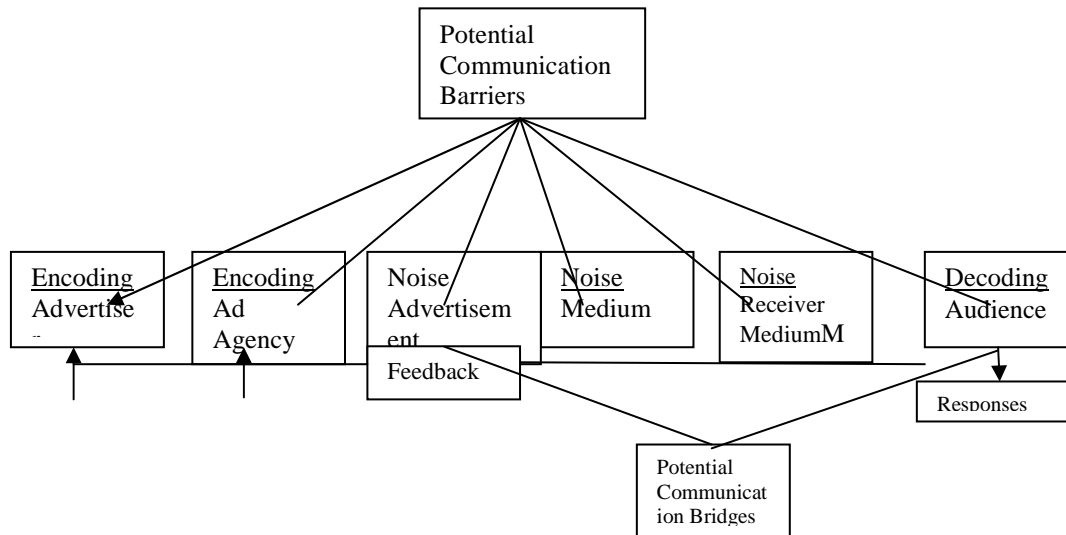 Potential
Communication
Barriers
Encoding
Advertise
Encoding
Ad
Agency
Noise
Advertisem
ent
Noise
Medium
Noise
Receiver
MediumM
Decoding
Audience
Feedback
Responses
Potential
Communicat
ion Bridges